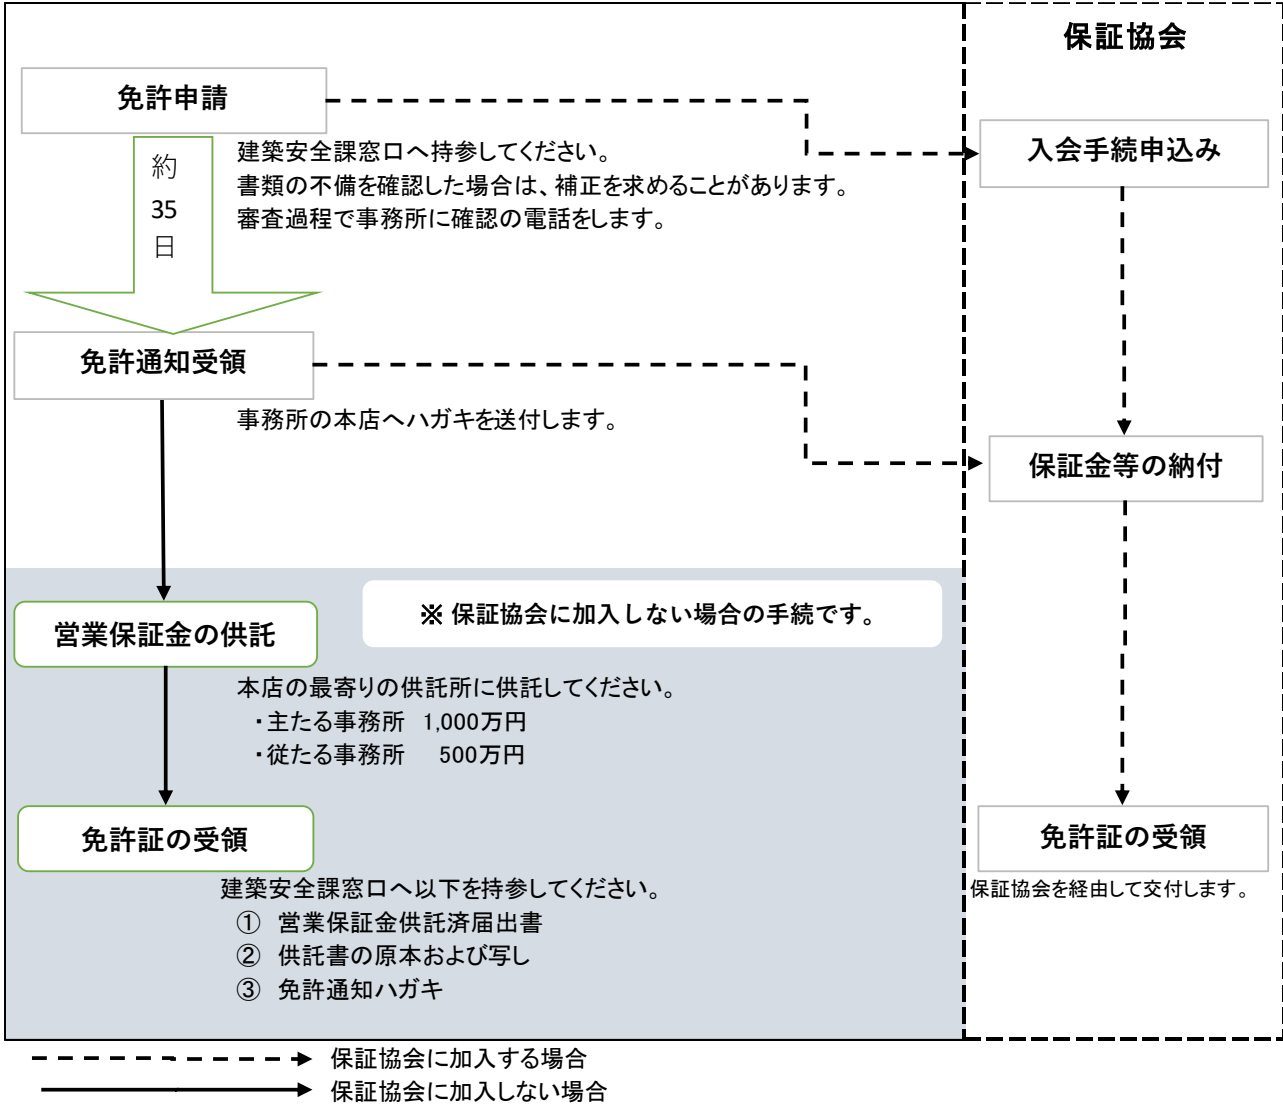 保証協会
免許申請
入会手続申込み
建築安全課窓口へ持参してください。
書類の不備を確認した場合は、補正を求めることがあります。
審査過程で事務所に確認の電話をします。
約
35
日
免許通知受領
事務所の本店へハガキを送付します。
保証金等の納付
※ 保証協会に加入しない場合の手続です。
営業保証金の供託
本店の最寄りの供託所に供託してください。
・主たる事務所 1,000万円
・従たる事務所 500万円
免許証の受領
建築安全課窓口へ以下を持参してください。
① 営業保証金供託済届出書
② 供託書の原本および写し
③ 免許通知ハガキ
免許証の受領
保証協会を経由して交付します。
保証協会に加入する場合
保証協会に加入しない場合